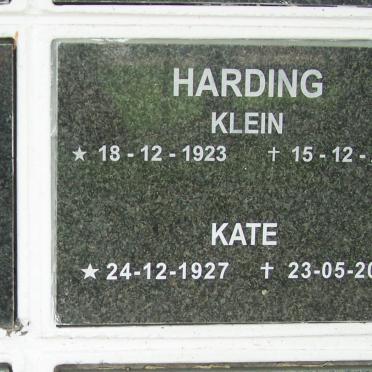 HARDING
KLEIN
★ 18 - 12 - 1923 † 15 - 12 -
KATE
★ 24-12-1927 † 23-05-20